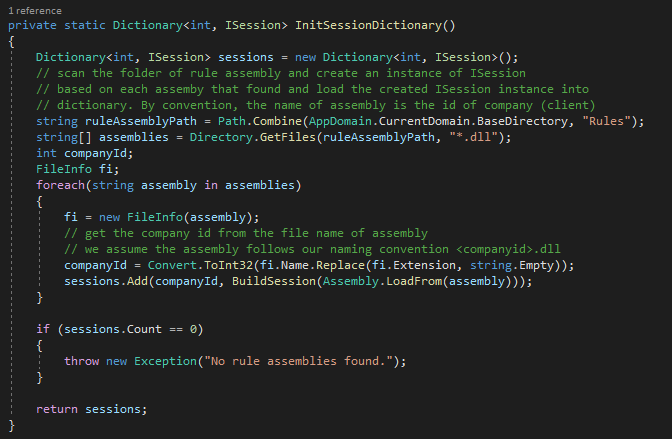 1 reference
private static Dictionary<int, ISession> InitSessionDictionary()
{
    Dictionary<int, ISession> sessions = new Dictionary<int, ISession>();
    // scan the folder of rule assembly and create an instance of ISession
    // based on each assemby that found and load the created ISession instance into
    // dictionary. By convention, the name of assembly is the id of company (client)
    string ruleAssemblyPath = Path.Combine(AppDomain.CurrentDomain.BaseDirectory, "Rules");
    string[] assemblies = Directory.GetFiles(ruleAssemblyPath, "*.dll");
    int companyId;
    FileInfo fi;
    foreach(string assembly in assemblies)
    {
        fi = new FileInfo(assembly);
        // get the company id from the file name of assembly
        // we assume the assembly follows our naming convention <companyid>.dll
        companyId = Convert.ToInt32(fi.Name.Replace(fi.Extension, string.Empty));
        sessions.Add(companyId, BuildSession(Assembly.LoadFrom(assembly)));
    }

    if (sessions.Count == 0)
    {
        throw new Exception("No rule assemblies found.");
    }

    return sessions;
}